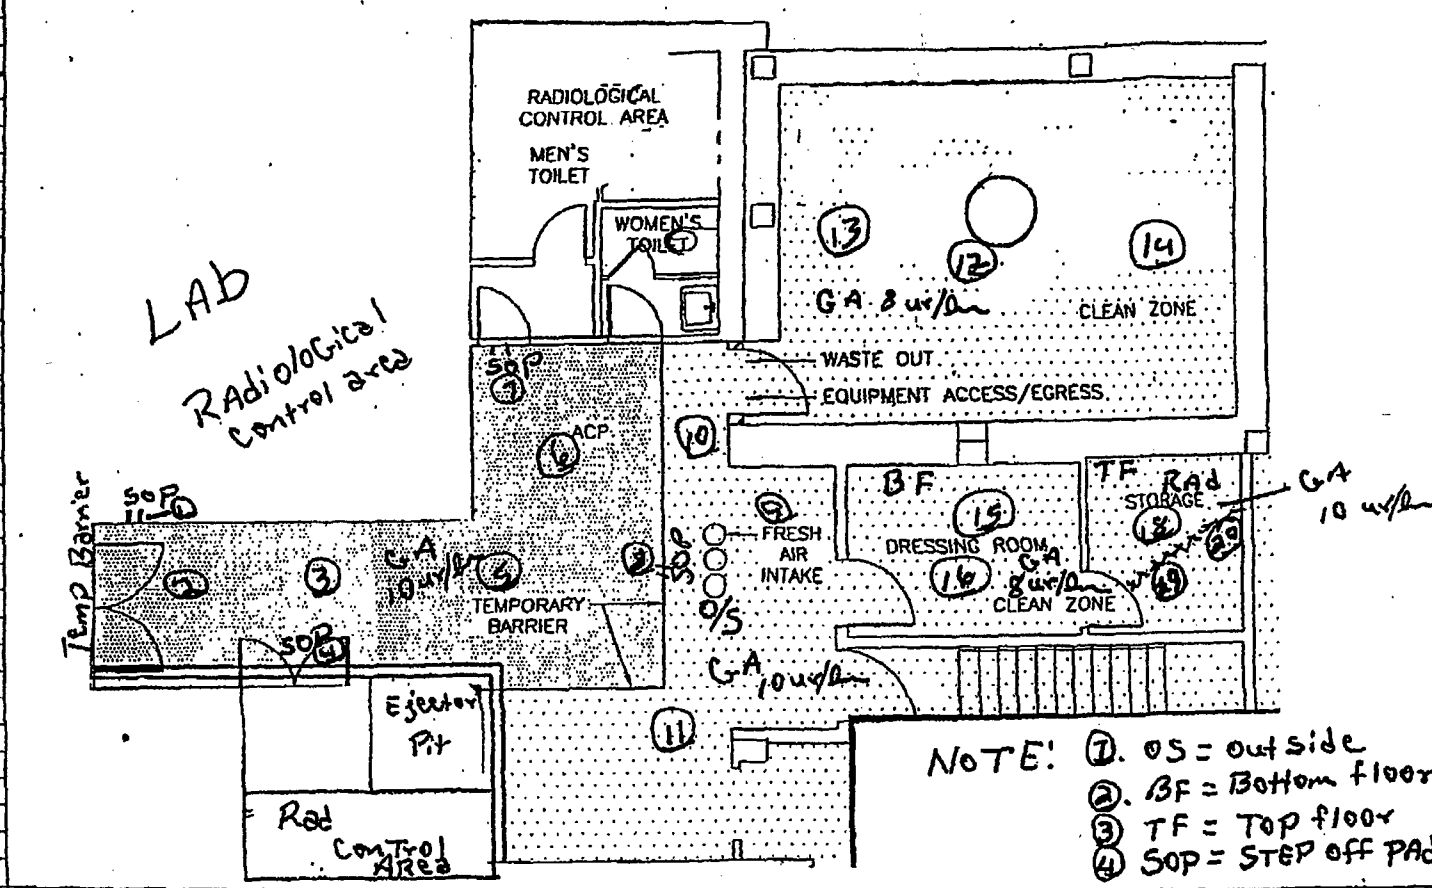 RADIOLOGICAL
CONTROL AREA
MEN'S
TOILET
WOMEN'S
TOILET
LAb
RAdiological
control area
13
12
14
GA 8 ur/hr
CLEAN ZONE
WASTE OUT
EQUIPMENT ACCESS/EGRESS
SOP
7
ACP
6
10
BF
TF
RAd
STORAGE
GA
10 ur/hr
SOP
1
Temp Barrier
2
3
GA
10 ur/hr
5
8
SOP
9
FRESH
AIR
INTAKE
O/S
15
DRESSING ROOM
GA
16
8 ur/hr
CLEAN ZONE
18
20
19
TEMPORARY
BARRIER
SOP
4
GA 10 ur/hr
Ejector
Pit
11
Rad
ConTrol
AREA
NOTE: 1. OS = outside
2. BF = Bottom floor
3 TF = TOP floor
4 SOP = STEP off PAd